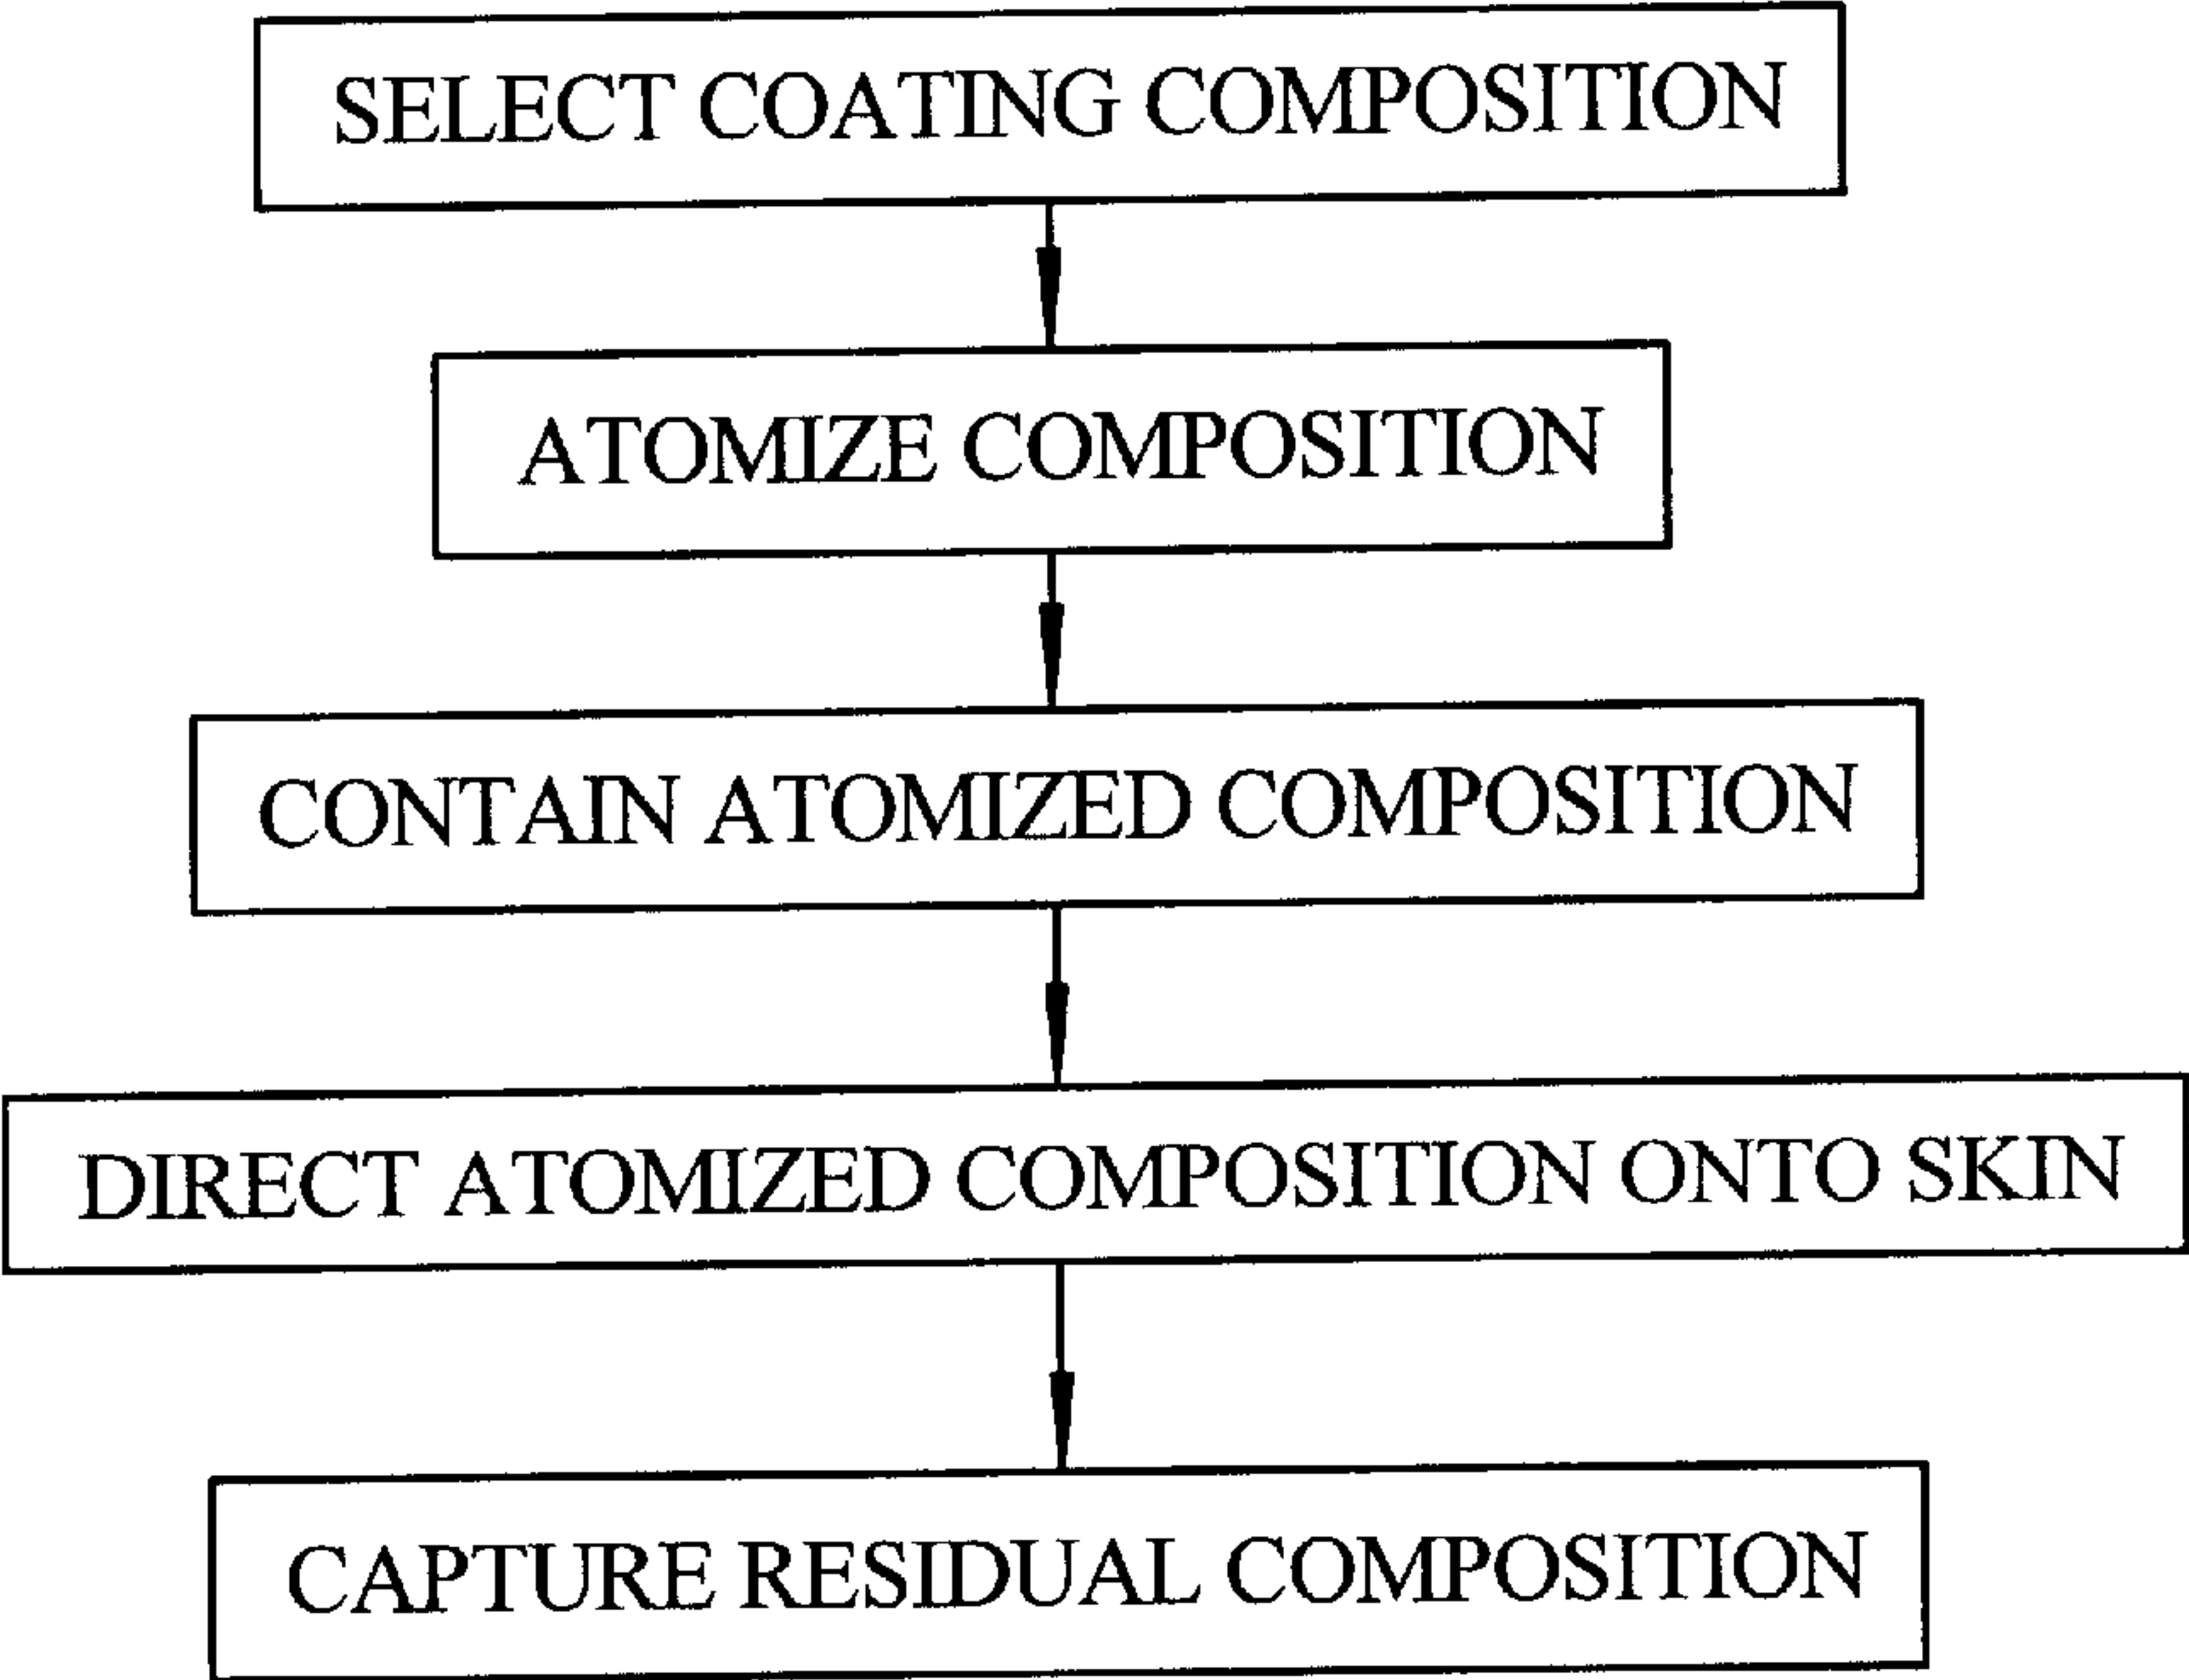 SELECT COATING COMPOSITION
ATOMIZE COMPOSITION
CONTAIN ATOMIZED COMPOSITION
DIRECT ATOMIZED COMPOSITION ONTO SKIN
CAPTURE RESIDUAL COMPOSITION